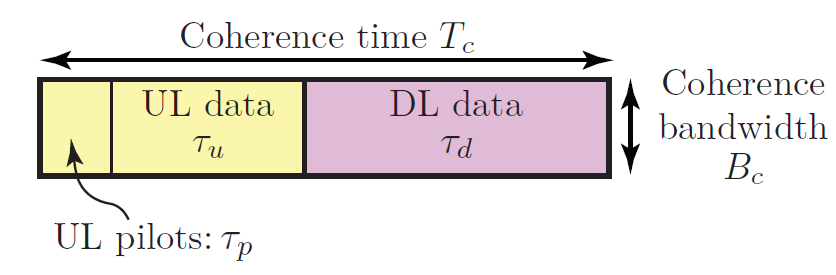 Coherence time T_c
UL data
τ_u
DL data
τ_d
Coherence
bandwidth
B_c
UL pilots: τ_p